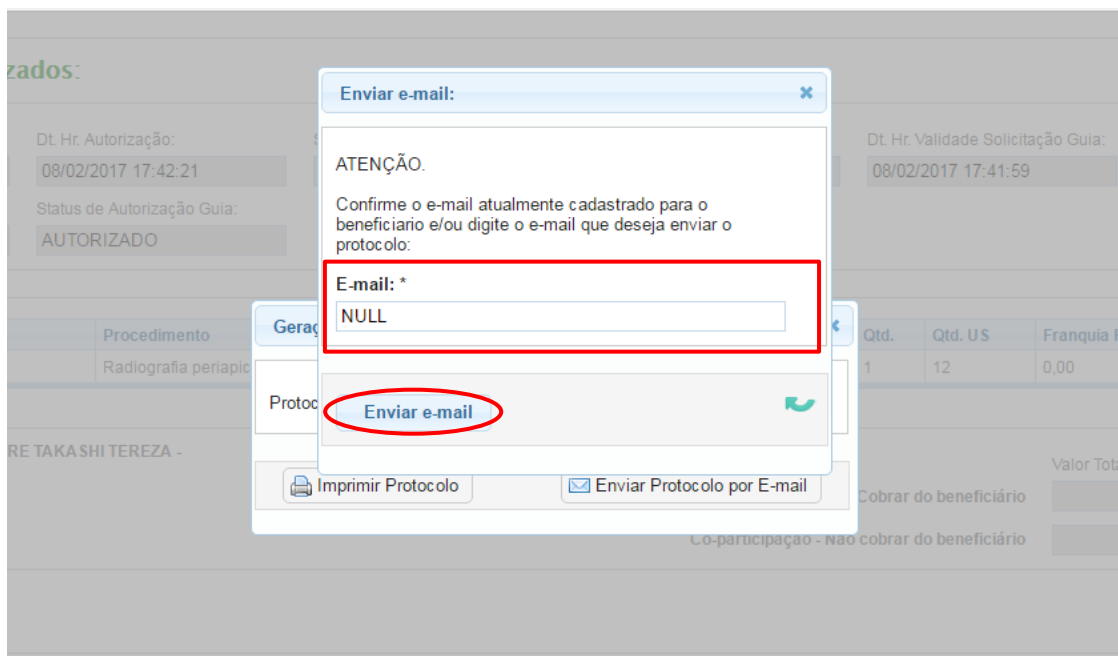 zados:
Enviar e-mail:
Dt. Hr. Autorização:
Dt. Hr. Validade Solicitação Guia:
08/02/2017 17:42:21
08/02/2017 17:41:59
ATENÇÃO.
Confirme o e-mail atualmente cadastrado para o
beneficiario e/ou digite o e-mail que deseja enviar o
protocolo:
Status de Autorização Guia:
AUTORIZADO
E-mail: *
NULL
Geraç
Procedimento
Qtd.
Qtd. US
Franquia
Radiografia periapic
1
12
0,00
Protoc
Enviar e-mail
RE TAKASHI TEREZA -
Valor Tota
Imprimir Protocolo
Enviar Protocolo por E-mail
Cobrar do beneficiário
Co-participação - Não cobrar do beneficiário